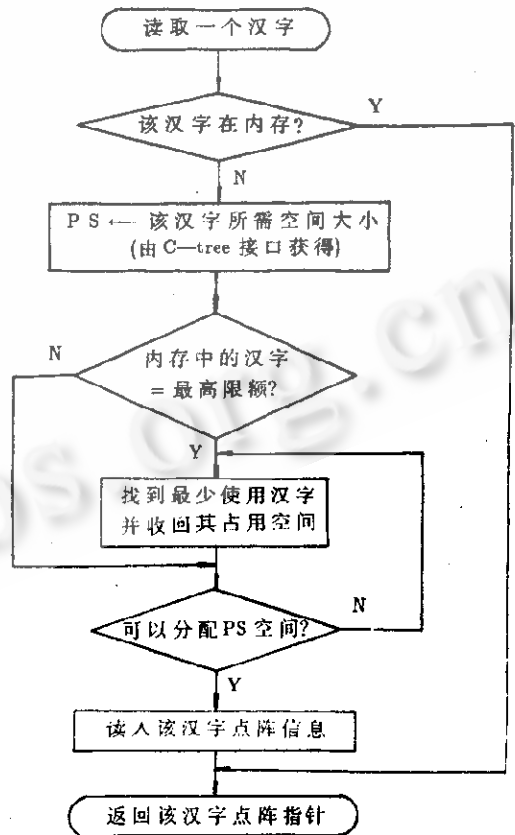 读取一个汉字
该汉字在内存?
Y
N
PS ← 该汉字所需空间大小
(由C—tree 接口获得)
N
内存中的汉字
= 最高限额?
Y
找到最少使用汉字
并收回其占用空间
可以分配PS空间?
N
Y
读入该汉字点阵信息
返回该汉字点阵指针
org.cn